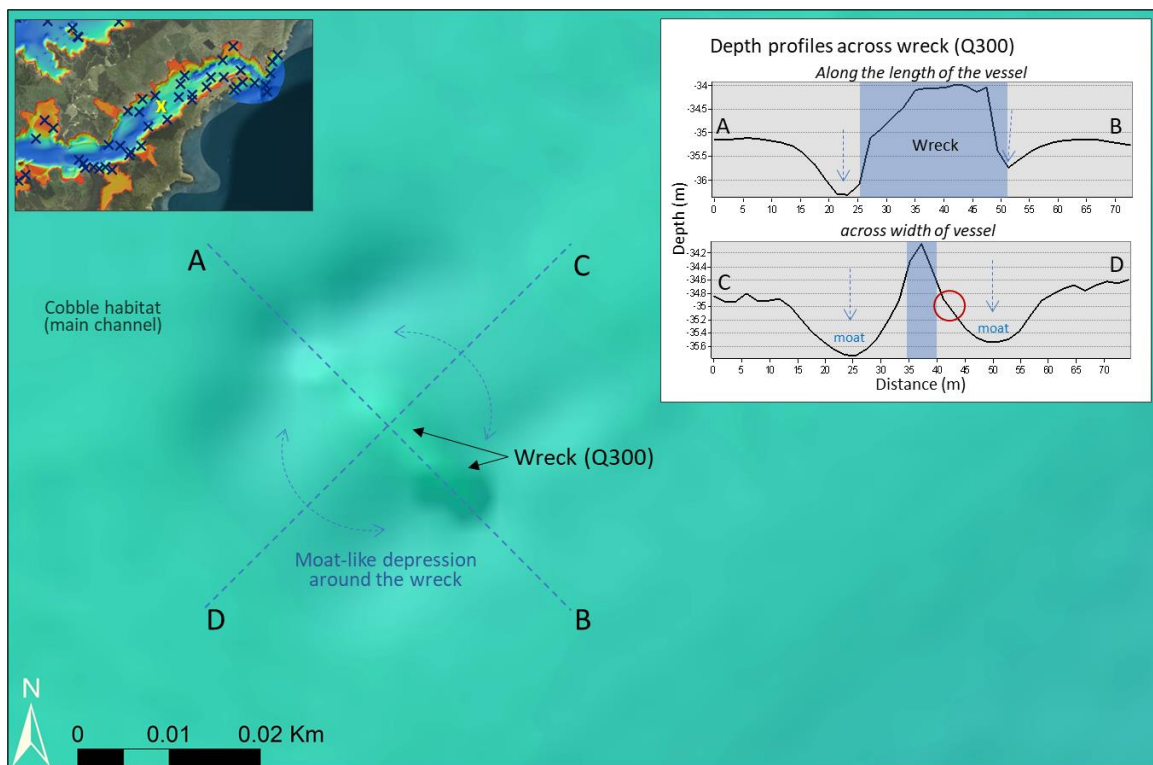 Depth profiles across wreck (Q300)
Along the length of the vessel
-34
-34.5
-35
-35.5
-36
A
B
Wreck
0 5 10 15 20 25 30 35 40 45 50 55 60 65 70
Depth (m)
across width of vessel
-342
-34.4
-34.6
-34.8
-35
-35.2
-35.4
-35.6
C
D
moat
moat
0 5 10 15 20 25 30 35 40 45 50 55 60 65 70
Distance (m)
X
A
C
Cobble habitat
(main channel)
Wreck (Q300)
Moat-like depression
around the wreck
D
B
N
0 0.01 0.02 Km